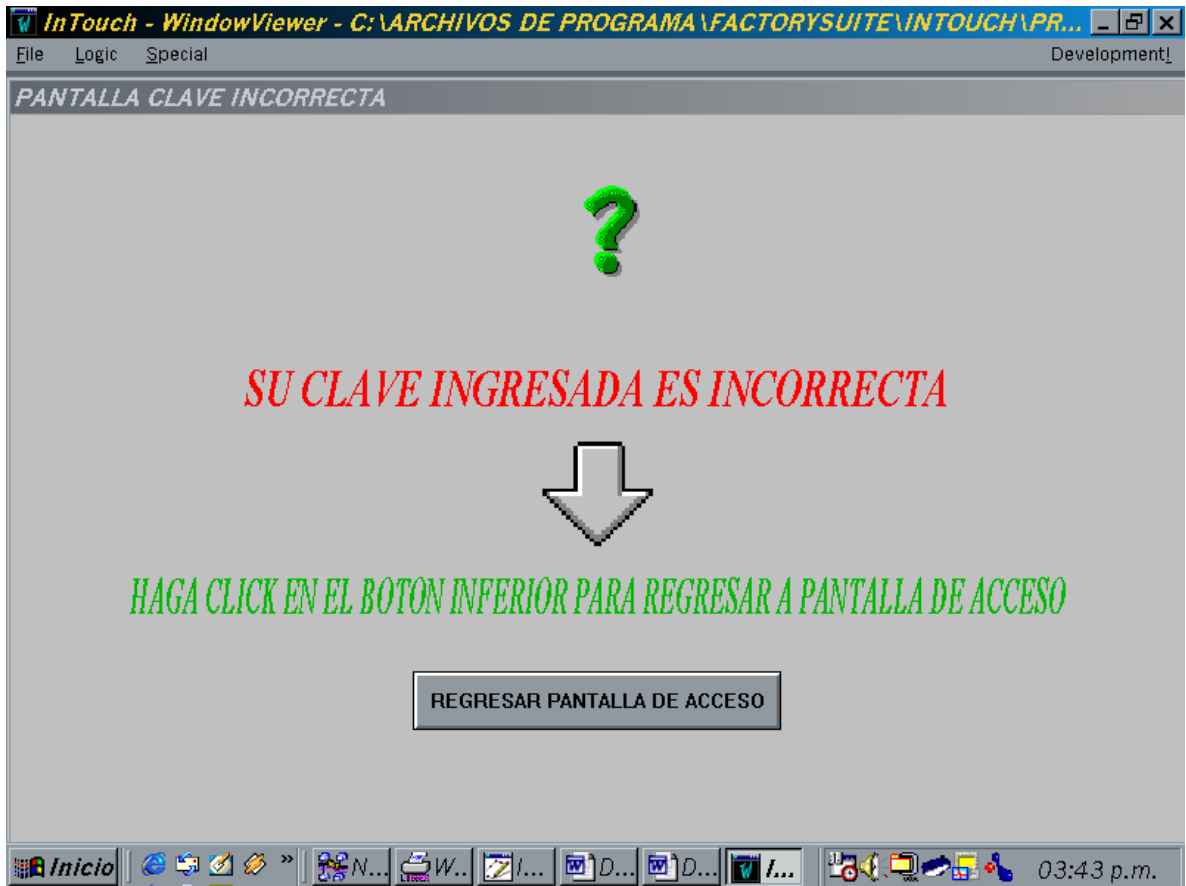 InTouch - WindowViewer - C:\ARCHIVOS DE PROGRAMA\FACTORYSUITE\INTOUCH\PR...
File Logic Special Development!
PANTALLA CLAVE INCORRECTA
SU CLAVE INGRESADA ES INCORRECTA
HAGA CLICK EN EL BOTON INFERIOR PARA REGRESAR A PANTALLA DE ACCESO
REGRESAR PANTALLA DE ACCESO
Inicio » N... W... I... D... D... I... 03:43 p.m.